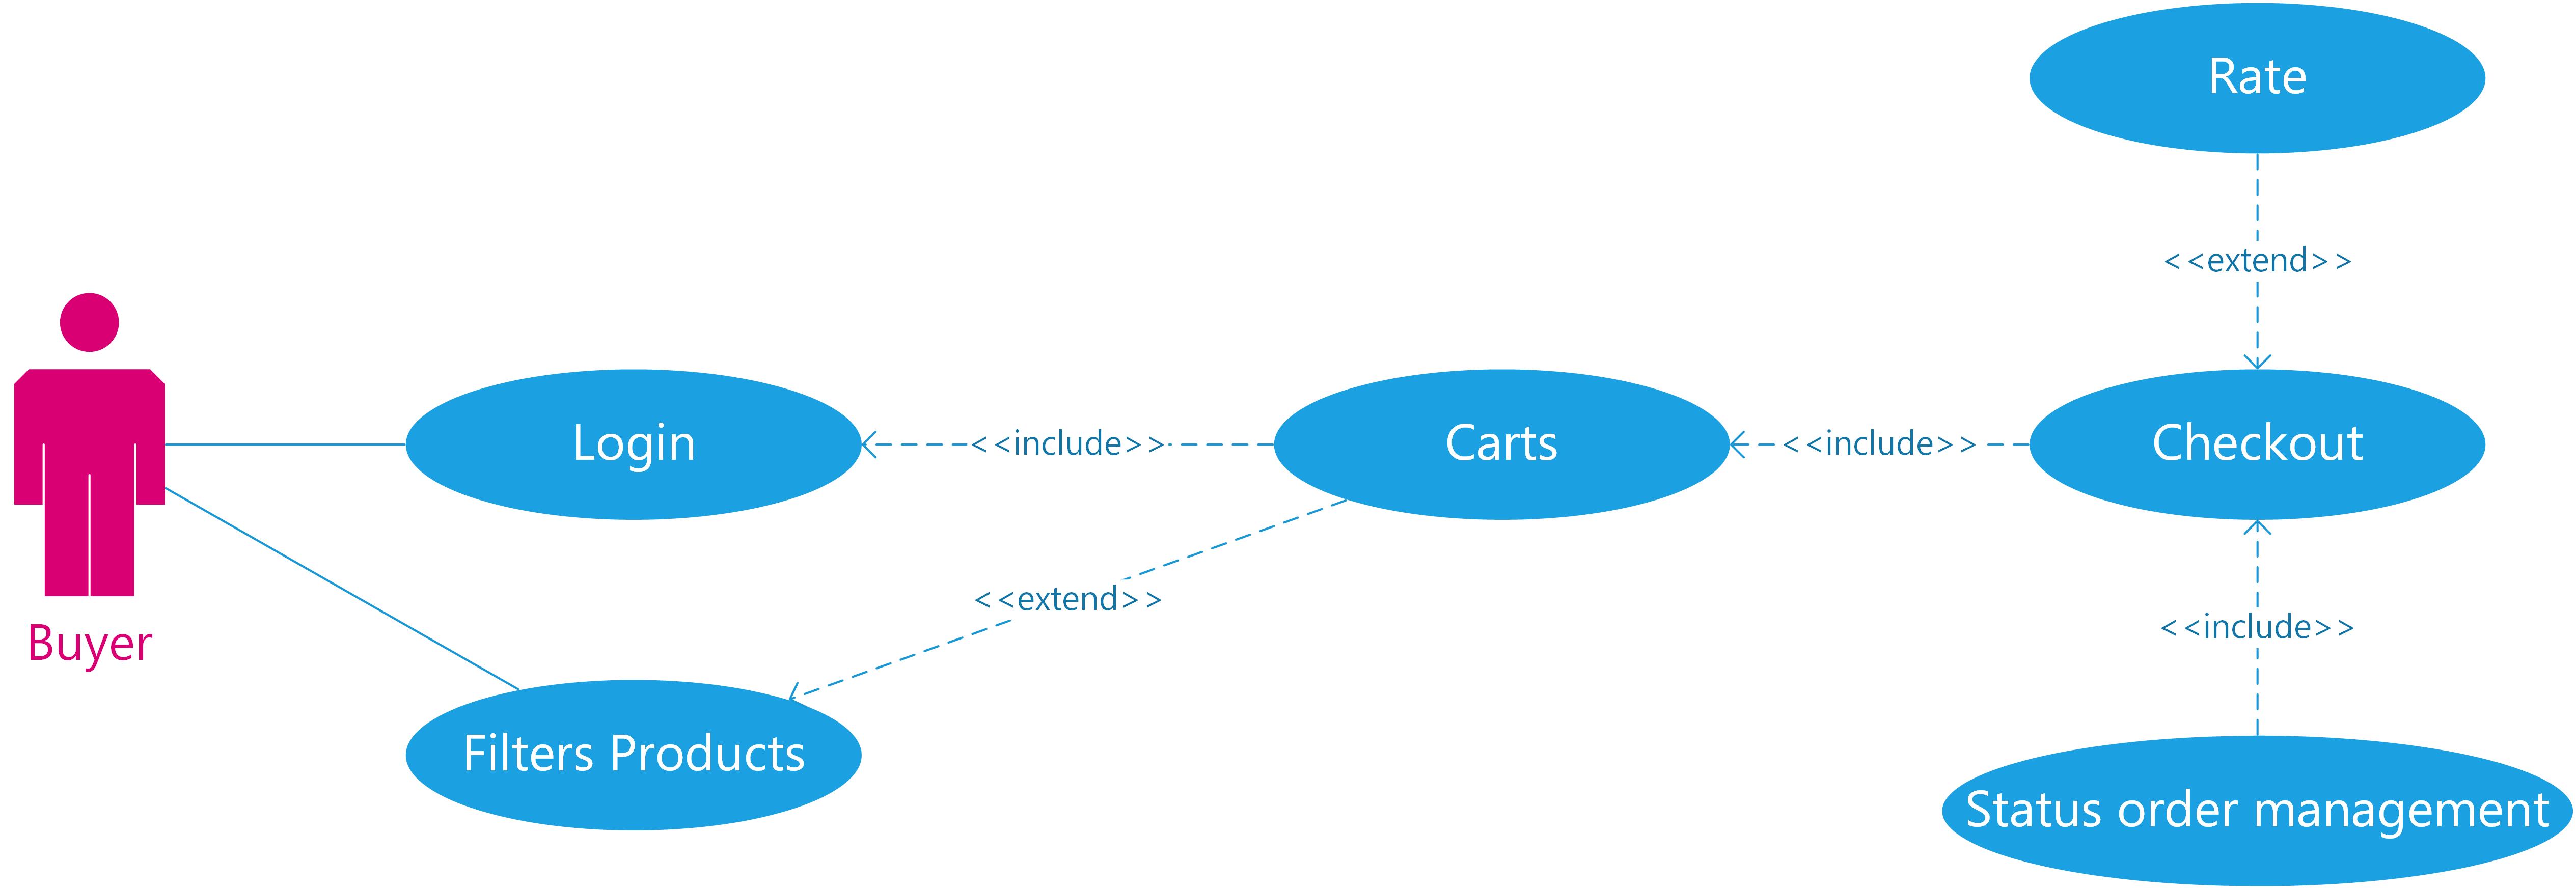 Rate
<<extend>>
Login
<<include>>
Carts
<<include>>
Checkout
<<extend>>
<<include>>
Buyer
Filters Products
Status order management